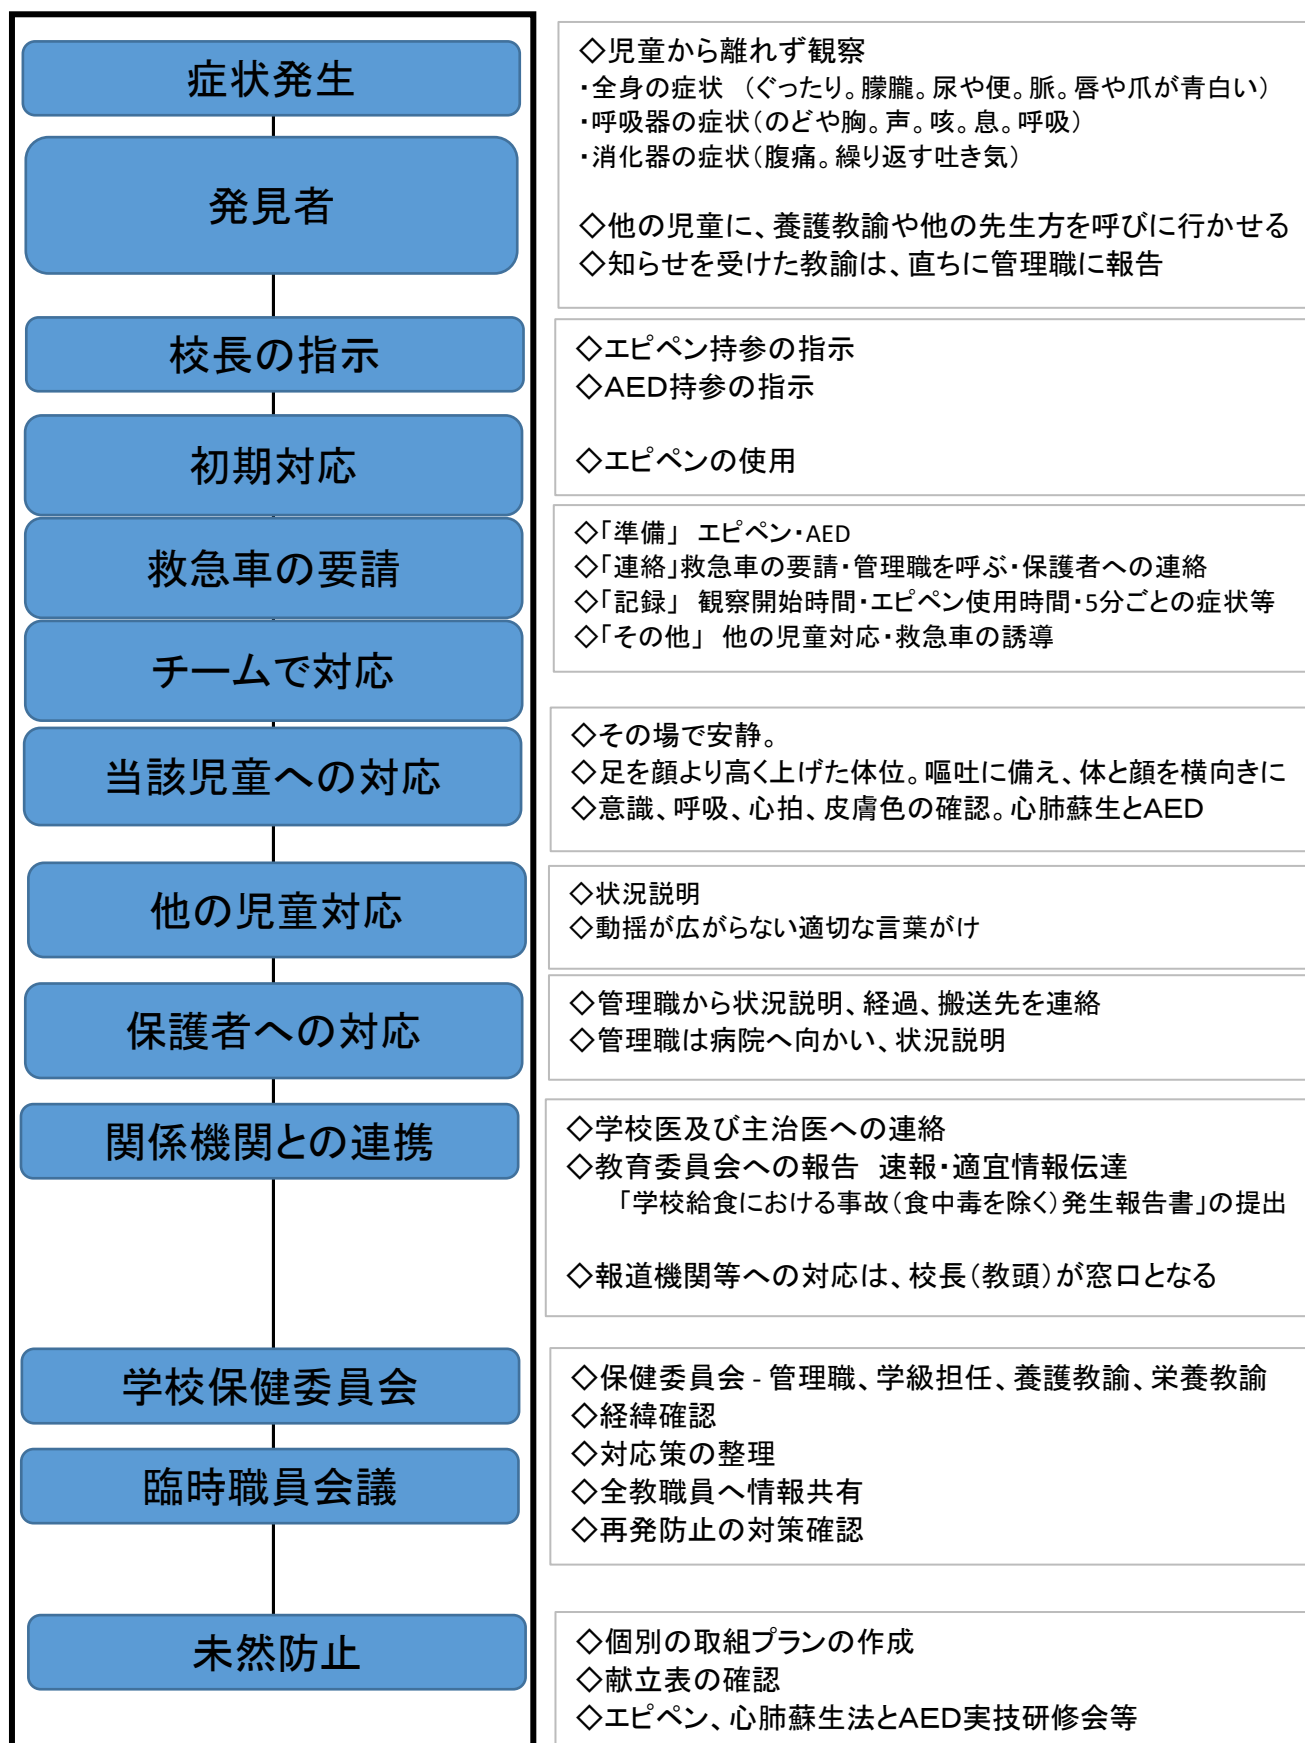 症状発生
発見者
◇児童から離れず観察
・全身の症状　(ぐったり。朦朧。尿や便。脈。唇や爪が青白い)
・呼吸器の症状(のどや胸。声。咳。息。呼吸)
・消化器の症状(腹痛。繰り返す吐き気)
◇他の児童に、養護教諭や他の先生方を呼びに行かせる
◇知らせを受けた教諭は、直ちに管理職に報告
校長の指示
初期対応
◇エピペン持参の指示
◇AED持参の指示
◇エピペンの使用
救急車の要請
チームで対応
◇「準備」　エピペン・AED
◇「連絡」救急車の要請・管理職を呼ぶ・保護者への連絡
◇「記録」　観察開始時間・エピペン使用時間・5分ごとの症状等
◇「その他」　他の児童対応・救急車の誘導
当該児童への対応
◇その場で安静。
◇足を顔より高く上げた体位。嘔吐に備え、体と顔を横向きに
◇意識、呼吸、心拍、皮膚色の確認。心肺蘇生とAED
他の児童対応
◇状況説明
◇動揺が広がらない適切な言葉がけ
保護者への対応
◇管理職から状況説明、経過、搬送先を連絡
◇管理職は病院へ向かい、状況説明
関係機関との連携
◇学校医及び主治医への連絡
◇教育委員会への報告　速報・適宜情報伝達
「学校給食における事故(食中毒を除く)発生報告書」の提出
◇報道機関等への対応は、校長(教頭)が窓口となる
学校保健委員会
臨時職員会議
◇保健委員会 - 管理職、学級担任、養護教諭、栄養教諭
◇経緯確認
◇対応策の整理
◇全教職員へ情報共有
◇再発防止の対策確認
未然防止
◇個別の取組プランの作成
◇献立表の確認
◇エピペン、心肺蘇生法とAED実技研修会等